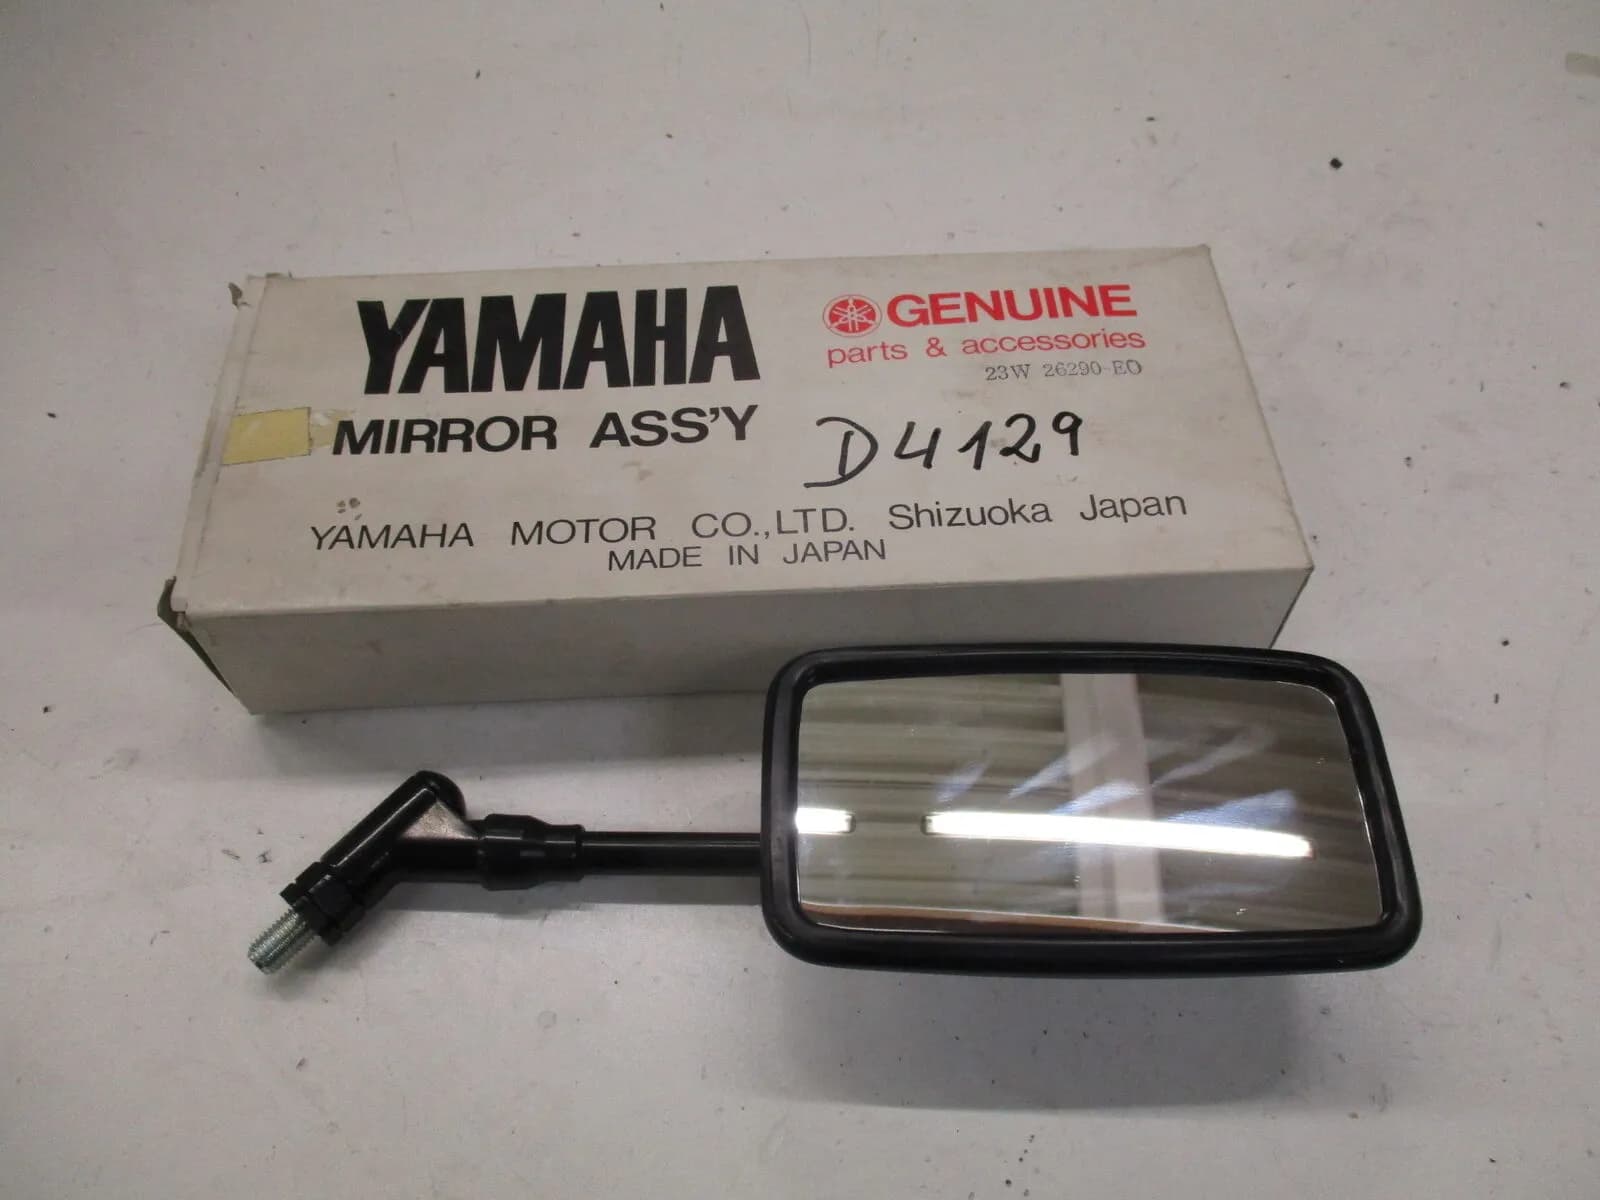 YAMAHA
GENUINE
parts & accessories
23W 26290-E0
MIRROR ASS'Y
D4129
YAMAHA MOTOR CO.,LTD. Shizuoka Japan
MADE IN JAPAN